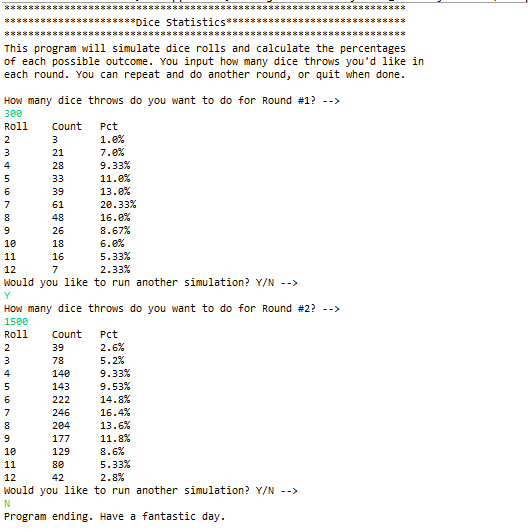 *******************************************************************
**********************Dice Statistics******************************
*******************************************************************
This program will simulate dice rolls and calculate the percentages
of each possible outcome. You input how many dice throws you'd like in
each round. You can repeat and do another round, or quit when done.
How many dice throws do you want to do for Round #1? -->
300
Roll Count Pct
2 3 1.0%
3 21 7.0%
4 28 9.33%
5 33 11.0%
6 39 13.0%
7 61 20.33%
8 48 16.0%
9 26 8.67%
10 18 6.0%
11 16 5.33%
12 7 2.33%
Would you like to run another simulation? Y/N -->
Y
How many dice throws do you want to do for Round #2? -->
1500
Roll Count Pct
2 39 2.6%
3 78 5.2%
4 140 9.33%
5 143 9.53%
6 222 14.8%
7 246 16.4%
8 204 13.6%
9 177 11.8%
10 129 8.6%
11 80 5.33%
12 42 2.8%
Would you like to run another simulation? Y/N -->
N
Program ending. Have a fantastic day.